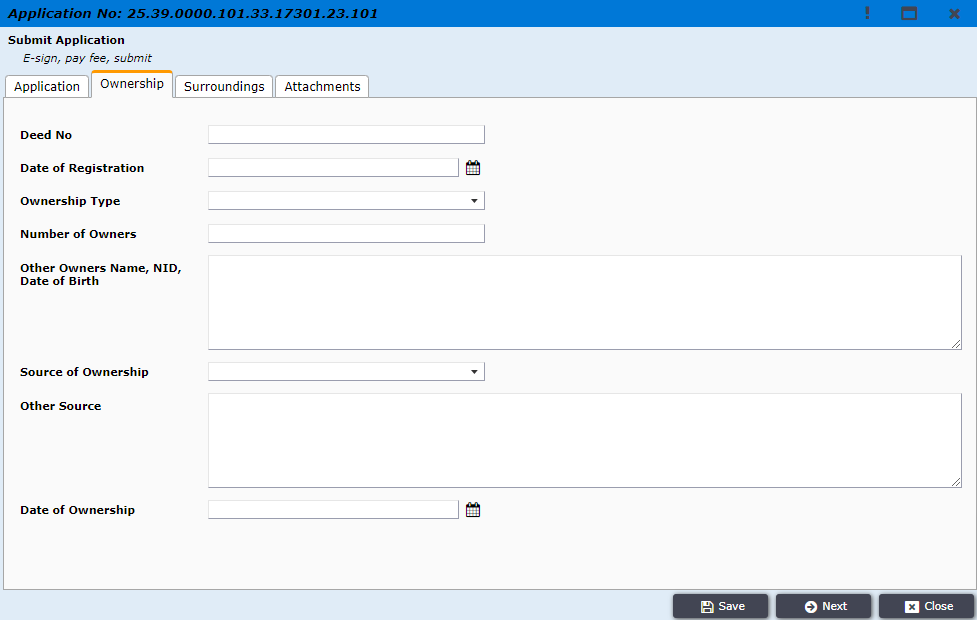 Application No: 25.39.0000.101.33.17301.23.101
Submit Application
E-sign, pay fee, submit
Application Ownership Surroundings Attachments
Deed No
Date of Registration
Ownership Type
Number of Owners
Other Owners Name, NID,
Date of Birth
Source of Ownership
Other Source
Date of Ownership
Save Next Close